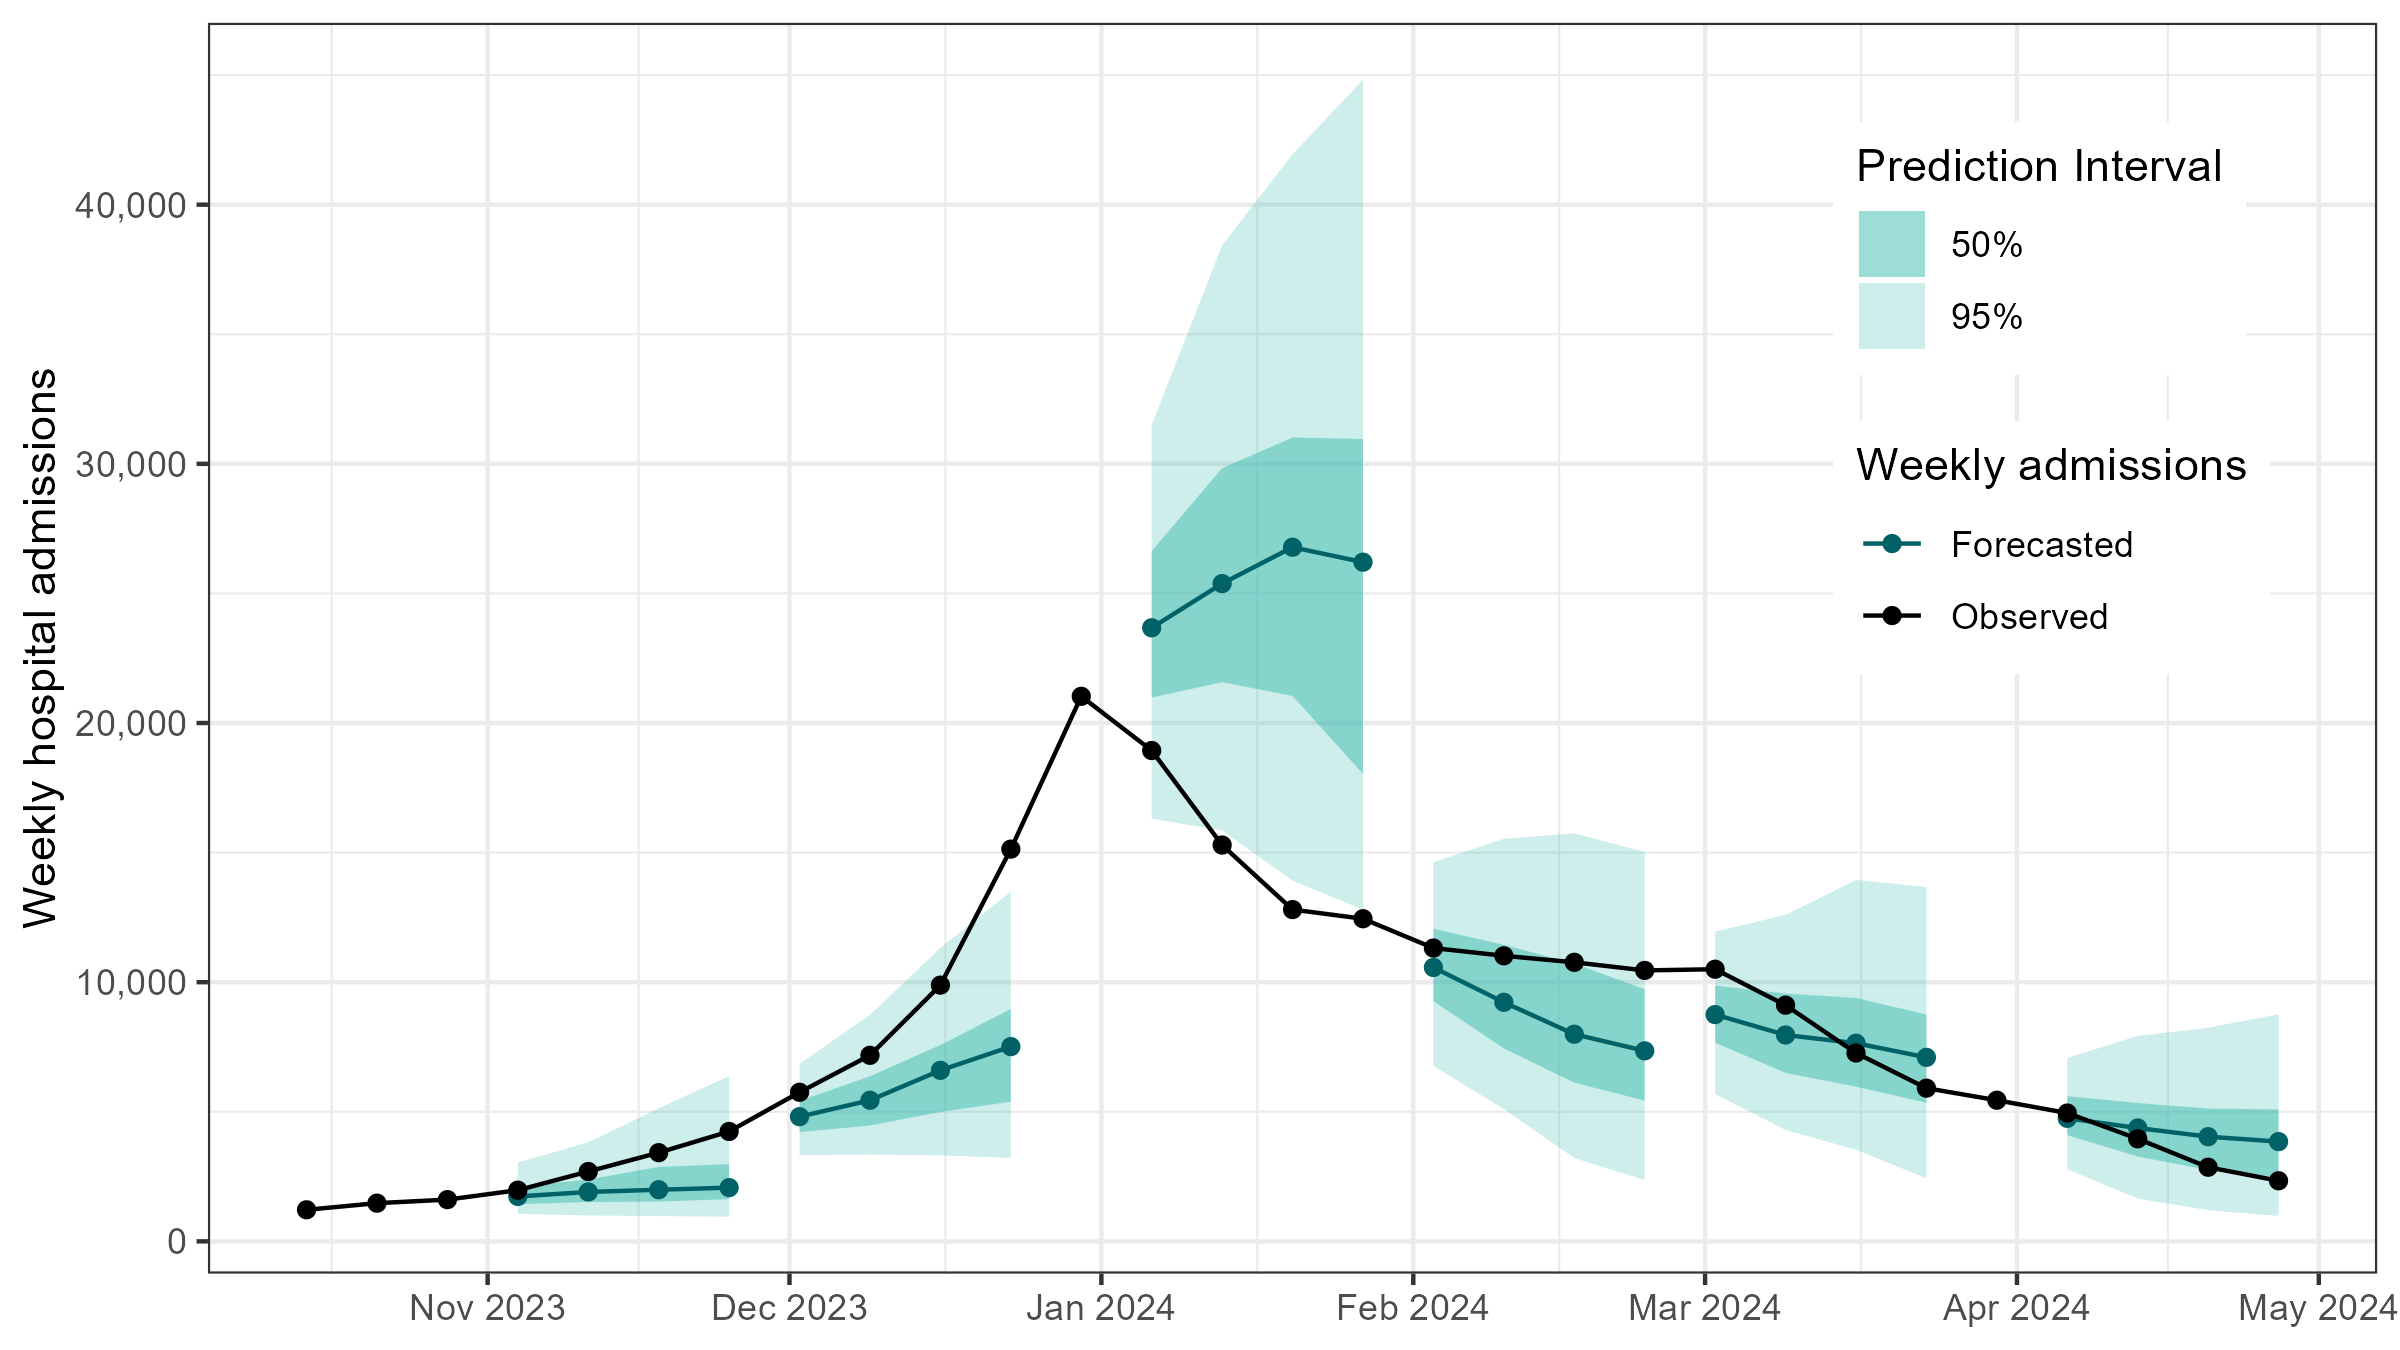 Weekly hospital admissions
40,000
30,000
20,000
10,000
0
Nov 2023
Dec 2023
Jan 2024
Feb 2024
Mar 2024
Apr 2024
May 2024
Prediction Interval
50%
95%
Weekly admissions
Forecasted
Observed